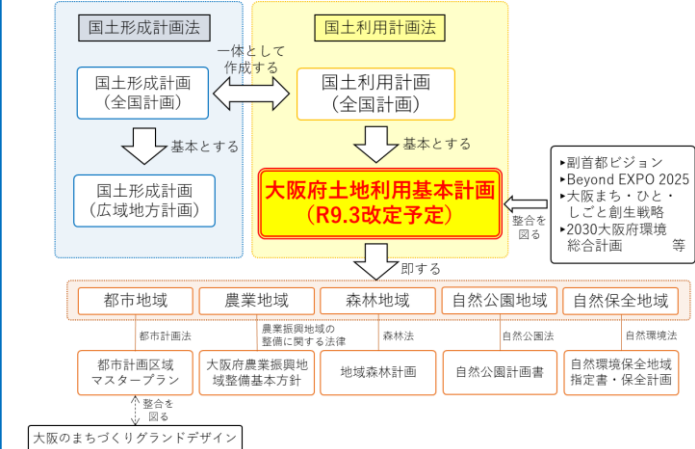 国土形成計画法
国土利用計画法
一体として
作成する
国土形成計画
（全国計画）
国土利用計画
（全国計画）
基本とする
基本とする
国土形成計画
（広域地方計画）
大阪府土地利用基本計画
（R9.3改定予定）
整合を
図る
▸副首都ビジョン
▸Beyond EXPO 2025
▸大阪まち・ひと・
しごと創生戦略
▸2030大阪府環境
総合計画　　　等
即する
都市地域
農業地域
森林地域
自然公園地域
自然保全地域
都市計画法
農業振興地域の
整備に関する法律
森林法
自然公園法
自然環境法
都市計画区域
マスタープラン
大阪府農業振興地
域整備基本方針
地域森林計画
自然公園計画書
自然環境保全地域
指定書・保全計画
整合を
図る
大阪のまちづくりグランドデザイン